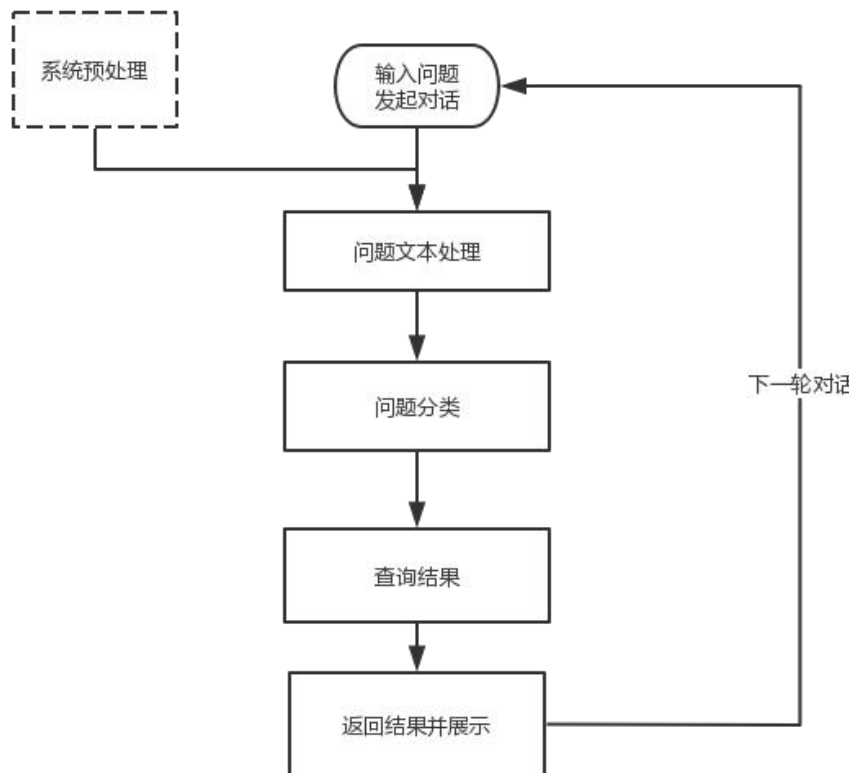 系统预处理
输入问题
发起对话
问题文本处理
问题分类
下一轮对话
查询结果
返回结果并展示